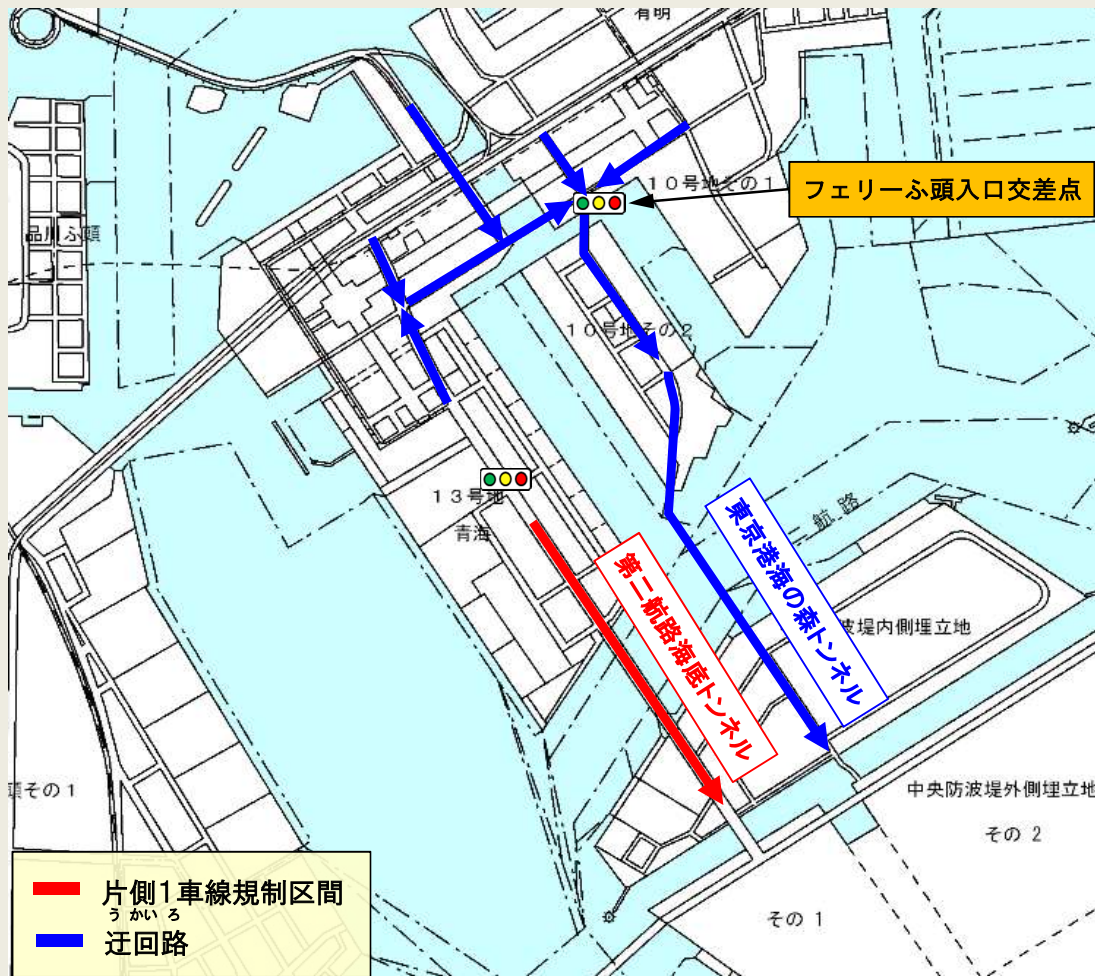 有明
10号地その1
フェリーふ頭入口交差点
品川ふ頭
10号地その2
13号地
青海
航路
第二航路海底トンネル
東京港海の森トンネル
波堤内側埋立地
頭その1
中央防波堤外側埋立地
その 2
その 1
片側1車線規制区間
うかいろ
迂回路